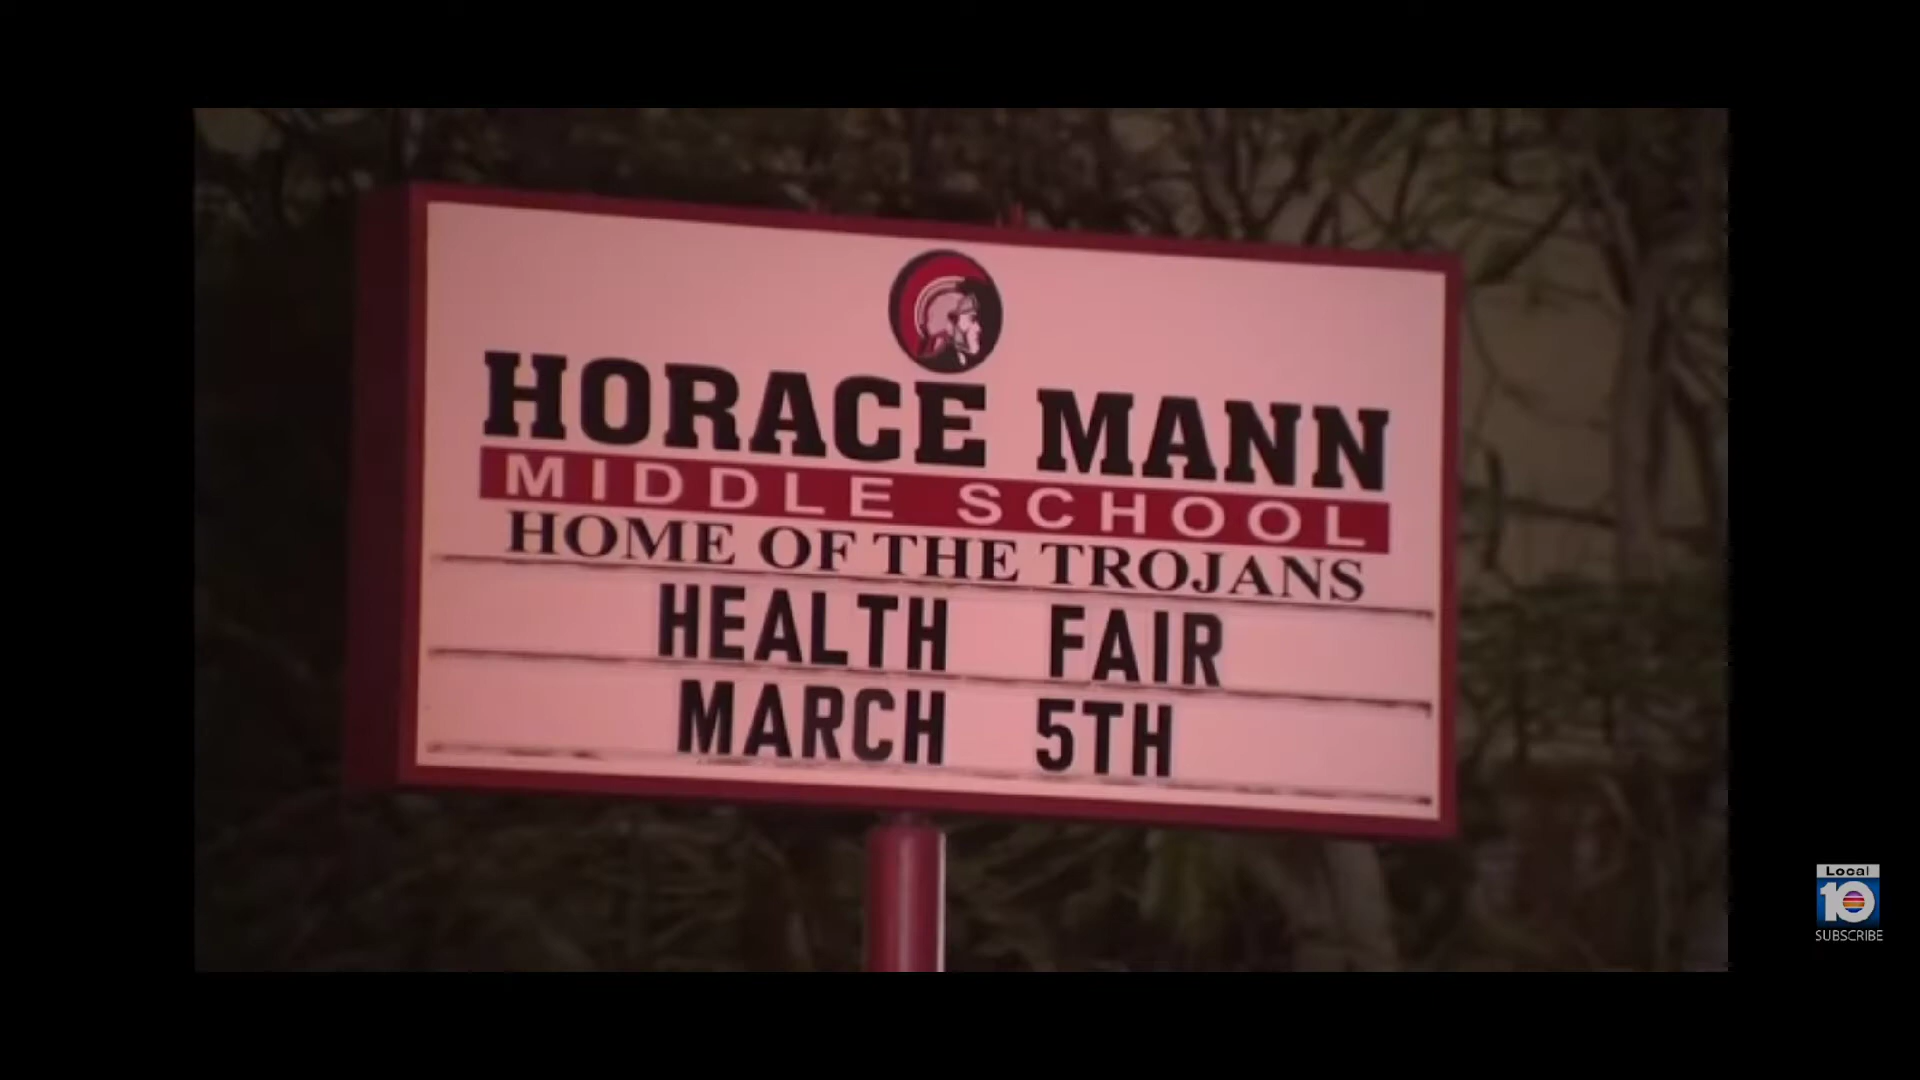 HORACE MANN
MIDDLE SCHOOL
HOME OF THE TROJANS
HEALTH FAIR
MARCH 5TH
Local
10
SUBSCRIBE